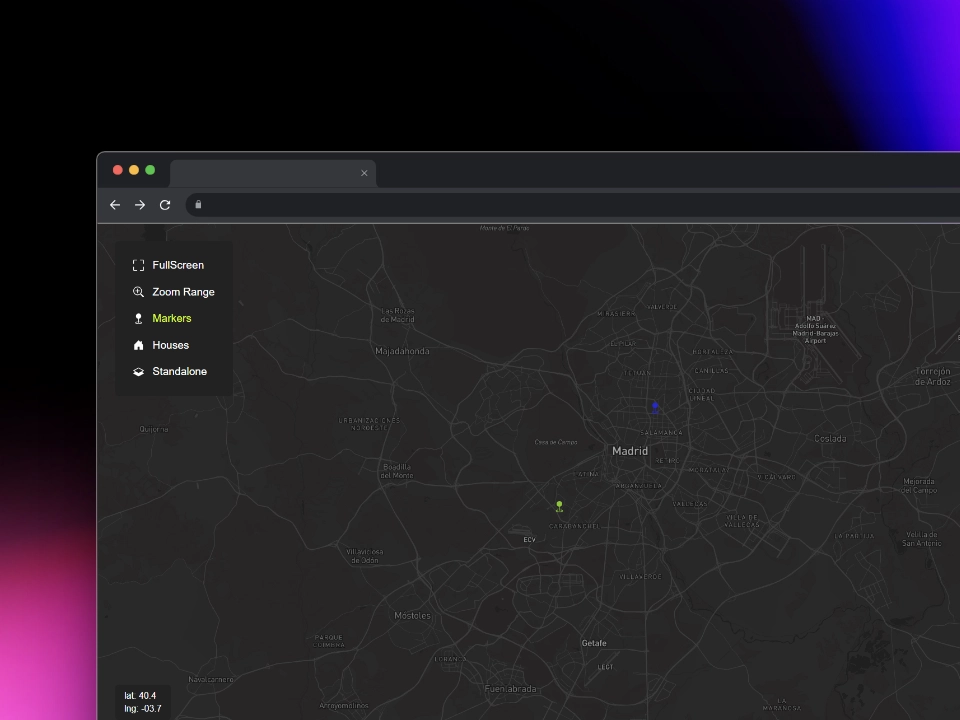 Monte de El Pardo
FullScreen
Zoom Range
Markers
Houses
Standalone
Las Rozas
de Madrid
Majadahonda
MIRASIERRA
VALVERDE
EL PILAR
HORTALEZA
TETUÁN
CANILLAS
CIUDAD
LINEAL
MAD -
Adolfo Suárez
Madrid-Barajas
Airport
Torrejón
de Ardoz
Quijorna
URBANIZACIONES
NOROESTE
Casa de Campo
SALAMANCA
Madrid
RETIRO
Coslada
Boadilla
del Monte
LATINA
MORATALAZ
VICÁLVARO
ARGANZUELA
Mejorada
del Campo
CARABANCHEL
VALLECAS
VILLA DE
VALLECAS
ECV
LA PARTIJA
Velilla de
San Antonio
Villaviciosa
de Odón
VILLAVERDE
Móstoles
PARQUE
COIMBRA
Getafe
LORANCA
LEGT
Navalcarnero
Fuenlabrada
Arroyomolinos
LA
MARAÑOSA
lat: 40.4
lng: -03.7